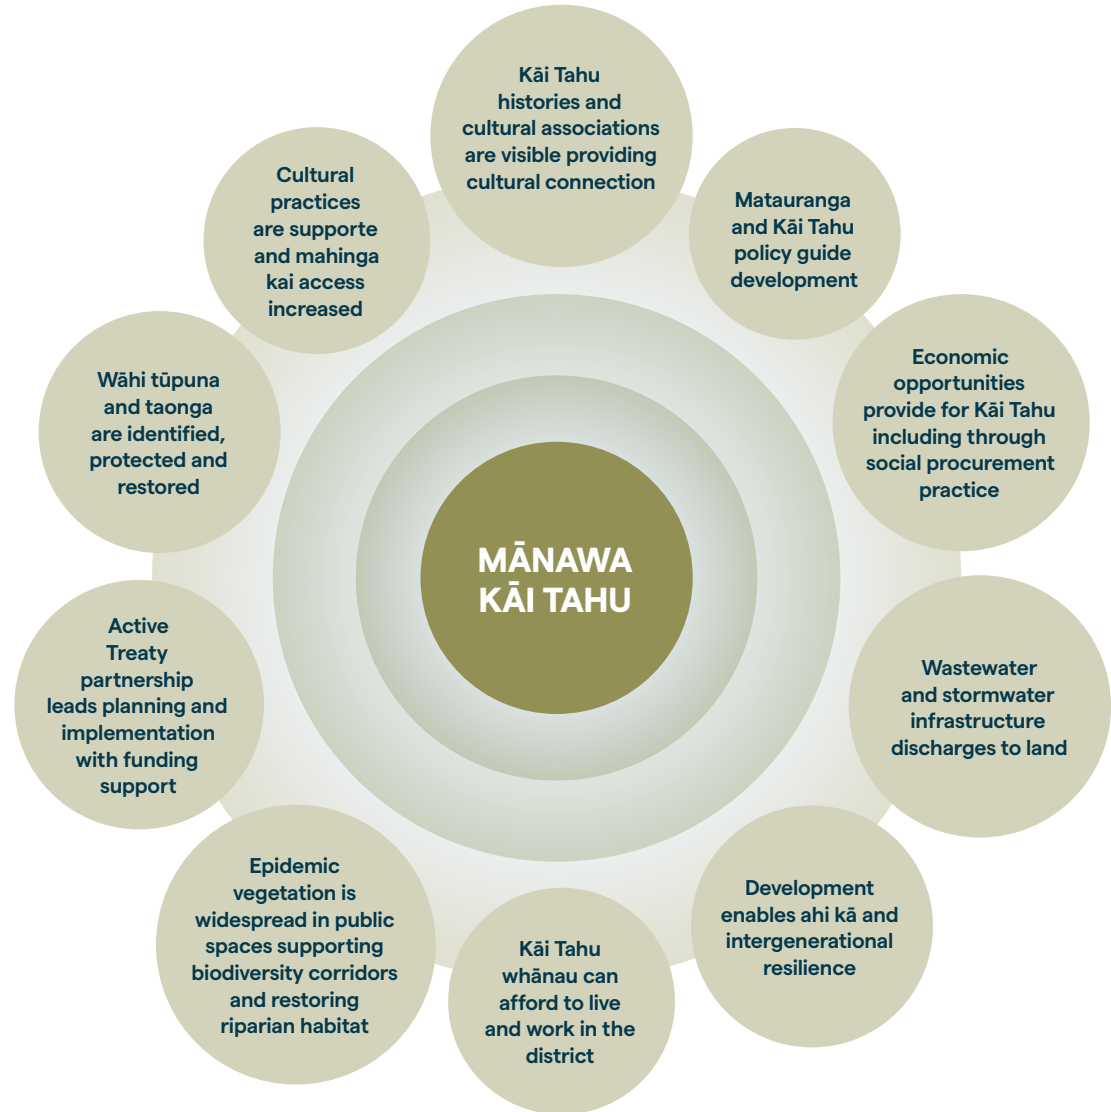 Kāi Tahu
histories and
cultural associations
are visible providing
cultural connection
Matauranga
and Kāi Tahu
policy guide
development
Economic
opportunities
provide for Kāi Tahu
including through
social procurement
practice
Wastewater
and stormwater
infrastructure
discharges to land
Development
enables ahi kā and
intergenerational
resilience
Kāi Tahu
whānau can
afford to live
and work in the
district
Epidemic
vegetation is
widespread in public
spaces supporting
biodiversity corridors
and restoring
riparian habitat
Active
Treaty
partnership
leads planning and
implementation
with funding
support
Wāhi tūpuna
and taonga
are identified,
protected and
restored
Cultural
practices
are supporte
and mahinga
kai access
increased
MĀNAWA
KĀI TAHU